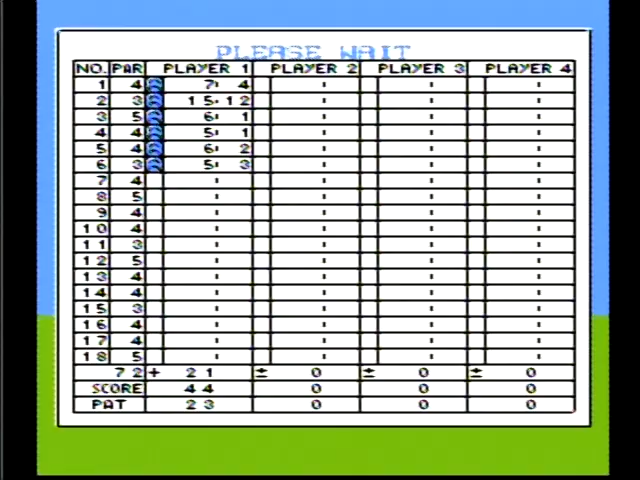 PLEASE WAIT
NO. PAR PLAYER 1 PLAYER 2 PLAYER 3 PLAYER 4
1 4 7 4
2 3 15 12
3 5 6 1
4 4 5 1
5 4 6 2
6 3 5 3
7 4
8 5
9 4
10 4
11 3
12 5
13 4
14 4
15 3
16 4
17 4
18 5
72 + 21 ± 0 ± 0 ± 0
SCORE 44 0 0 0
PAT 23 0 0 0